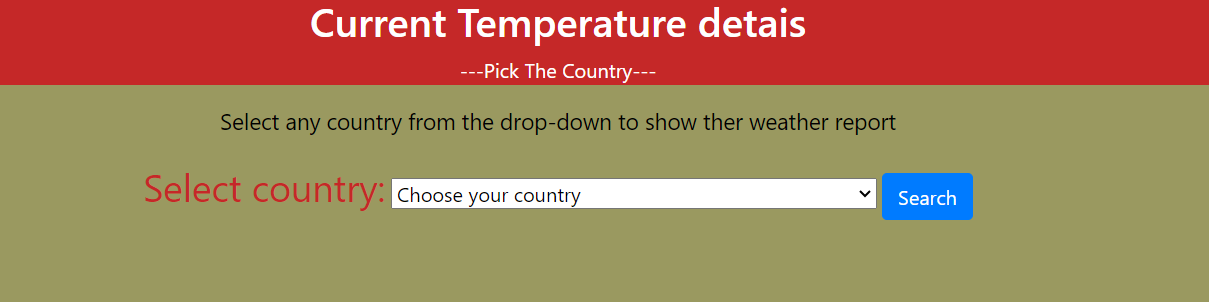 Current Temperature detais
---Pick The Country---
Select any country from the drop-down to show ther weather report
Select country: Choose your country Search